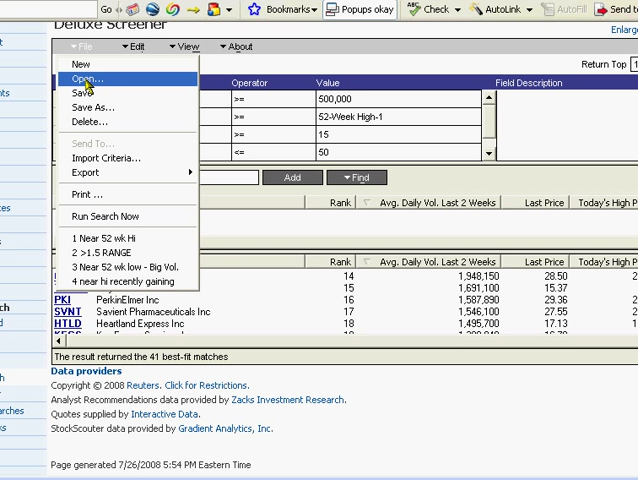 Go Bookmarks Popups okay Check AutoLink AutoFill Send to
Deluxe Screener
Enlarge
File Edit View About
New
Return Top 1
Open...
Operator Value Field Description
Save
>= 500,000
Save As...
>= 52-Week High-1
Delete...
>= 15
Send To...
<= 50
Import Criteria...
Export
Add Find
Print ...
Rank Avg. Daily Vol. Last 2 Weeks Last Price Today's High P
Run Search Now
1 Near 52 wk Hi
2 >1.5 RANGE
3 Near 52 wk low - Big Vol.
Rank Avg. Daily Vol. Last 2 Weeks Last Price Today's High P
4 near hi recently gaining
14 1,948,150 28.50
15 1,691,100 15.37
PKI PerkinElmer Inc 16 1,587,890 29.36
SVNT Savient Pharmaceuticals Inc 17 1,546,100 27.55
HTLD Heartland Express Inc 18 1,495,700 17.13
The result returned the 41 best-fit matches
Data providers
Copyright © 2008 Reuters. Click for Restrictions.
Analyst Recommendations data provided by Zacks Investment Research.
Quotes supplied by Interactive Data.
StockScouter data provided by Gradient Analytics, Inc.
Page generated 7/26/2008 5:54 PM Eastern Time